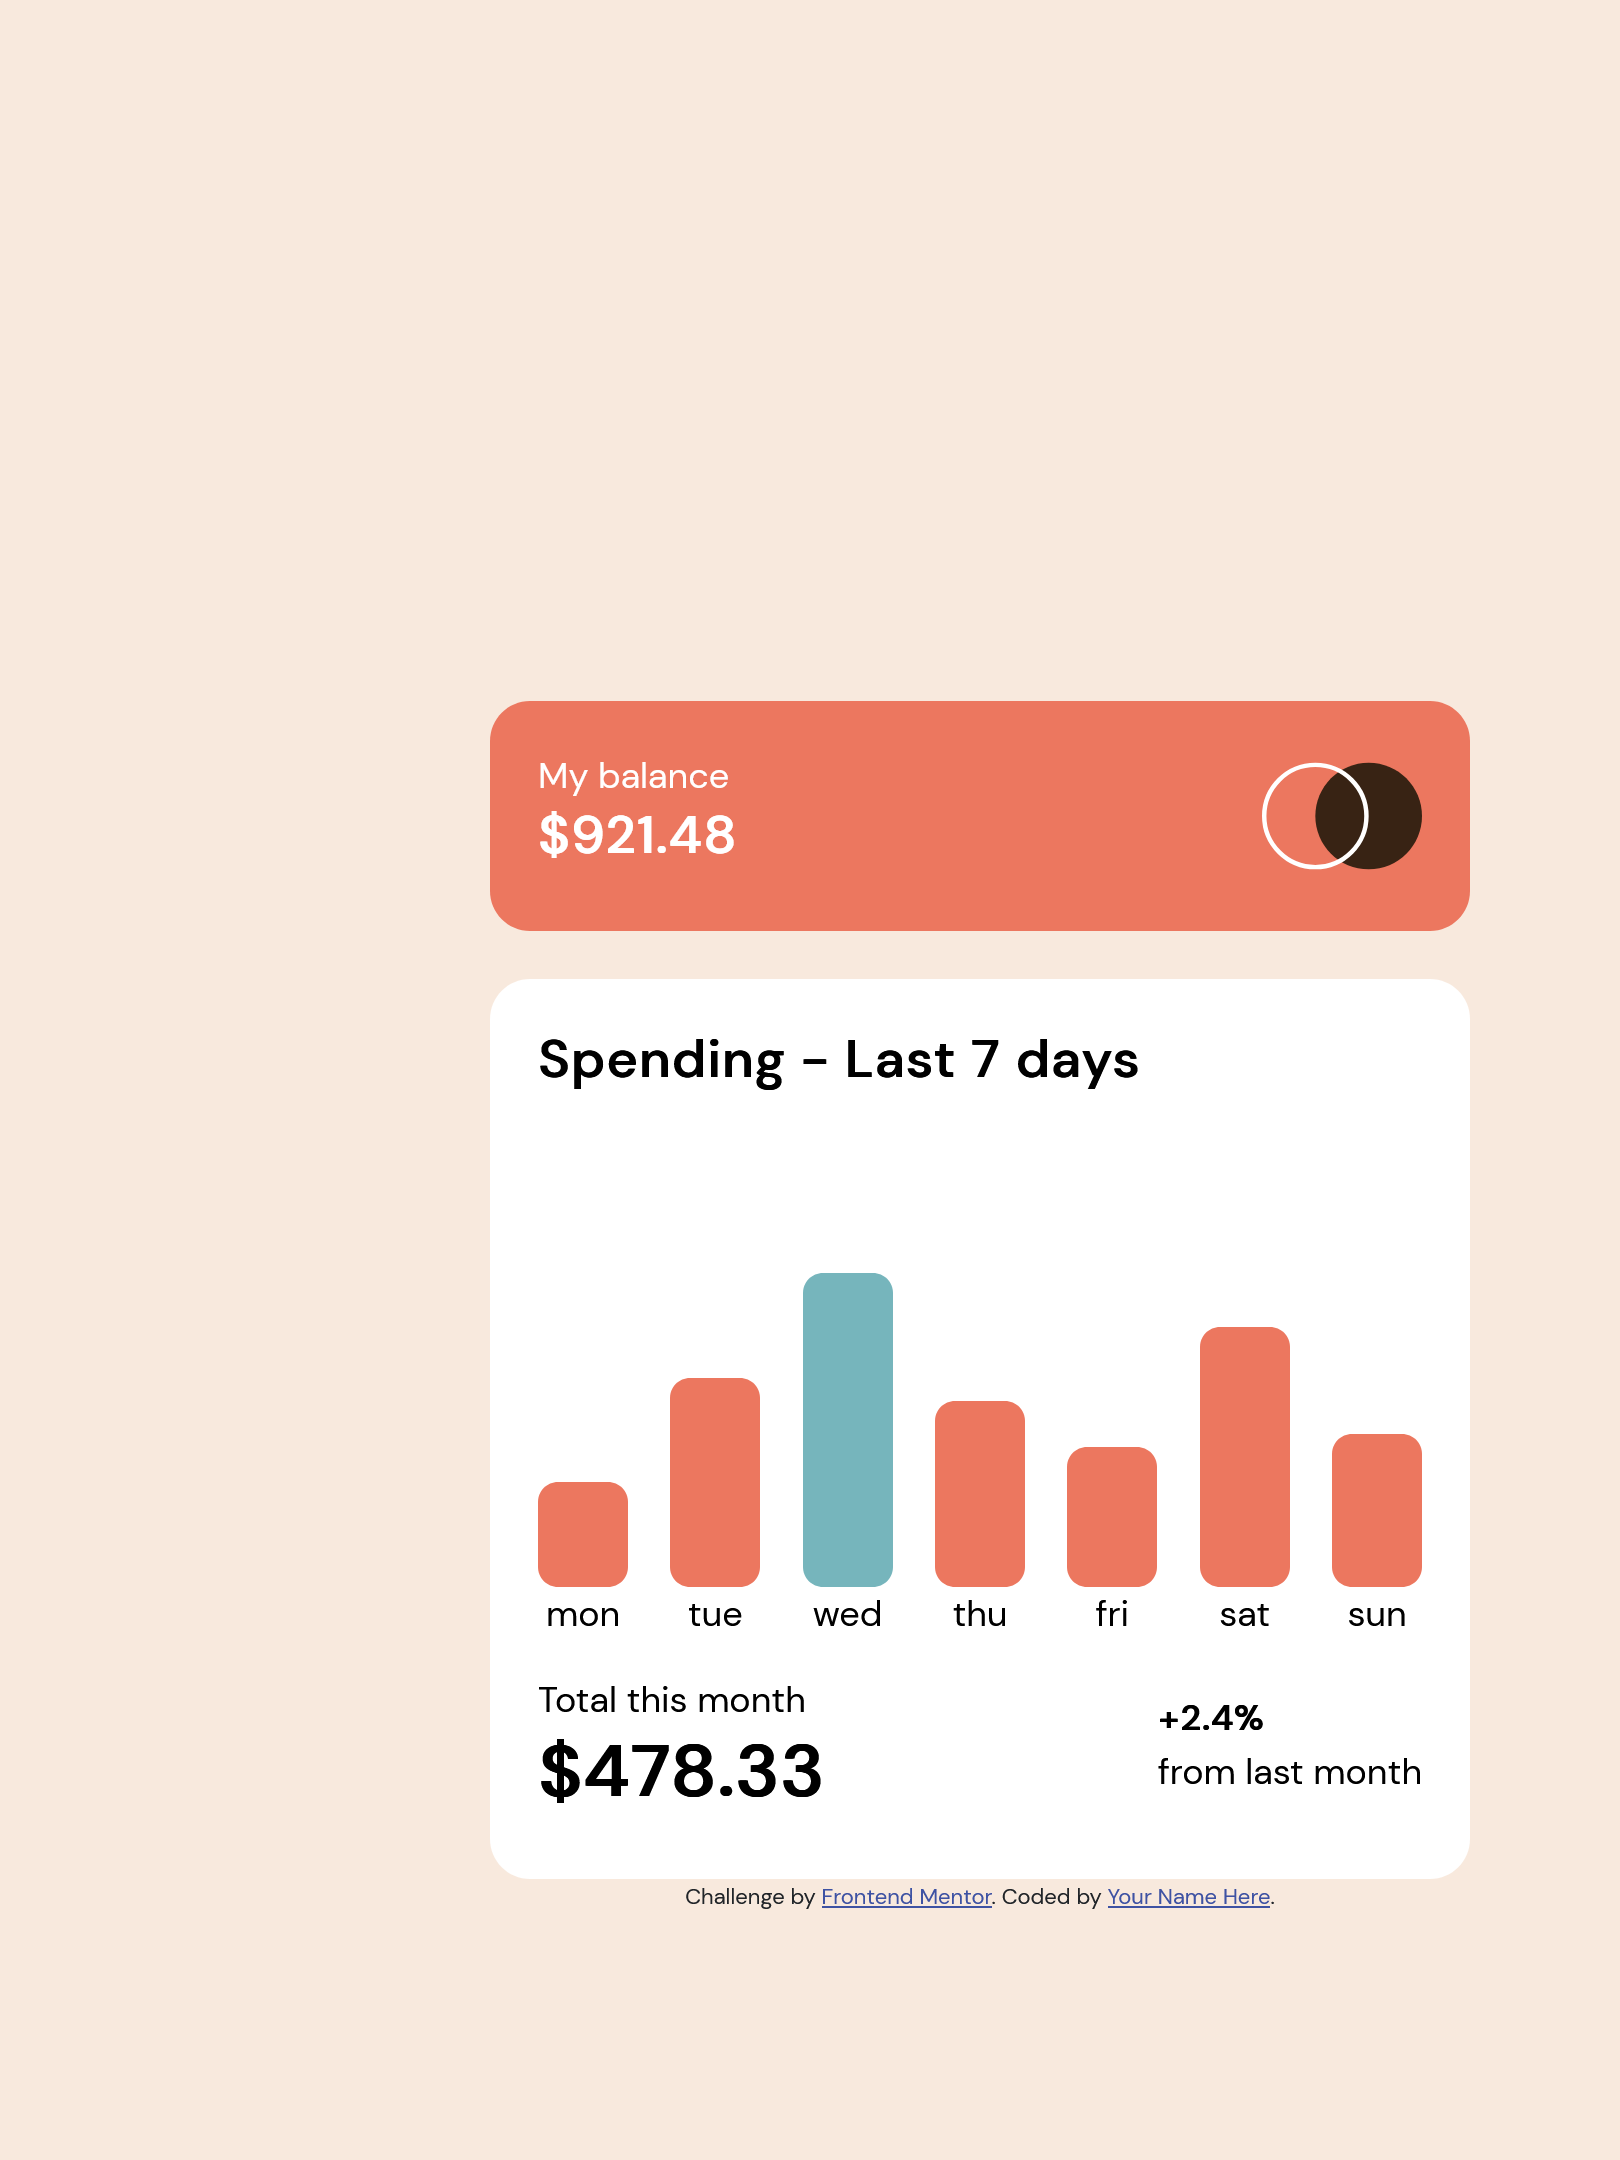 My balance
$921.48
Spending - Last 7 days
mon tue wed thu fri sat sun
Total this month
$478.33
+2.4%
from last month
Challenge by Frontend Mentor. Coded by Your Name Here.